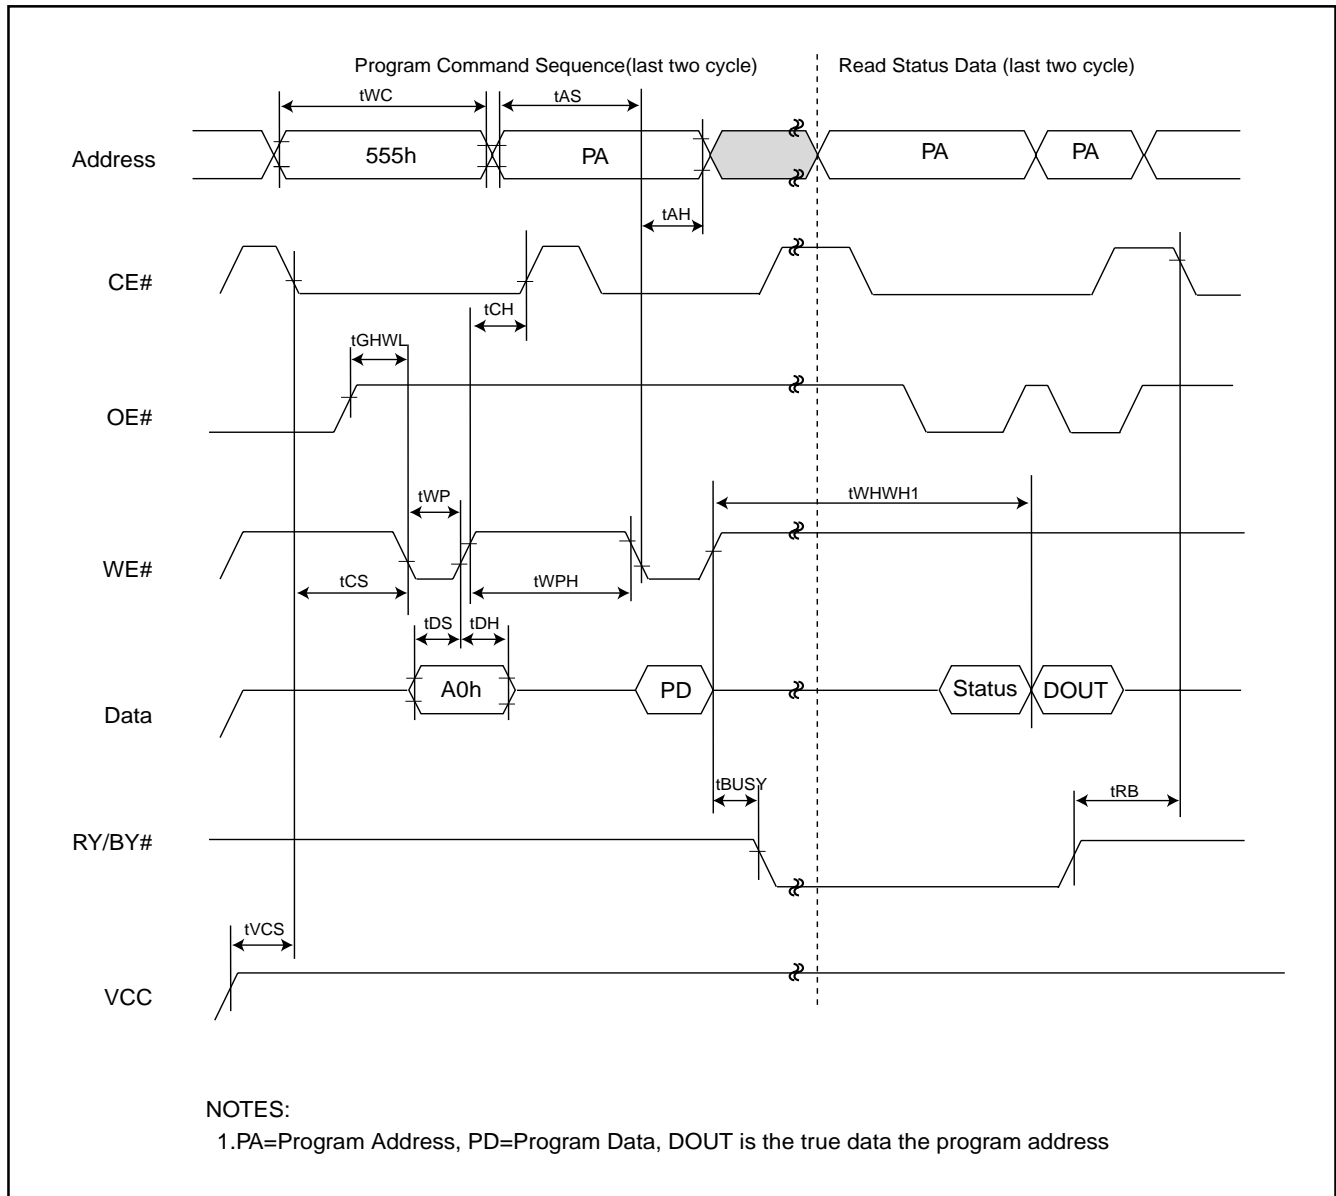 Program Command Sequence(last two cycle)
Read Status Data (last two cycle)
tWC
tAS
Address
555h
PA
PA
PA
tAH
CE#
tCH
tGHWL
OE#
tWP
tWHWH1
WE#
tCS
tWPH
tDS
tDH
A0h
PD
Status
DOUT
Data
tBUSY
tRB
RY/BY#
tVCS
VCC
NOTES:
1.PA=Program Address, PD=Program Data, DOUT is the true data the program address